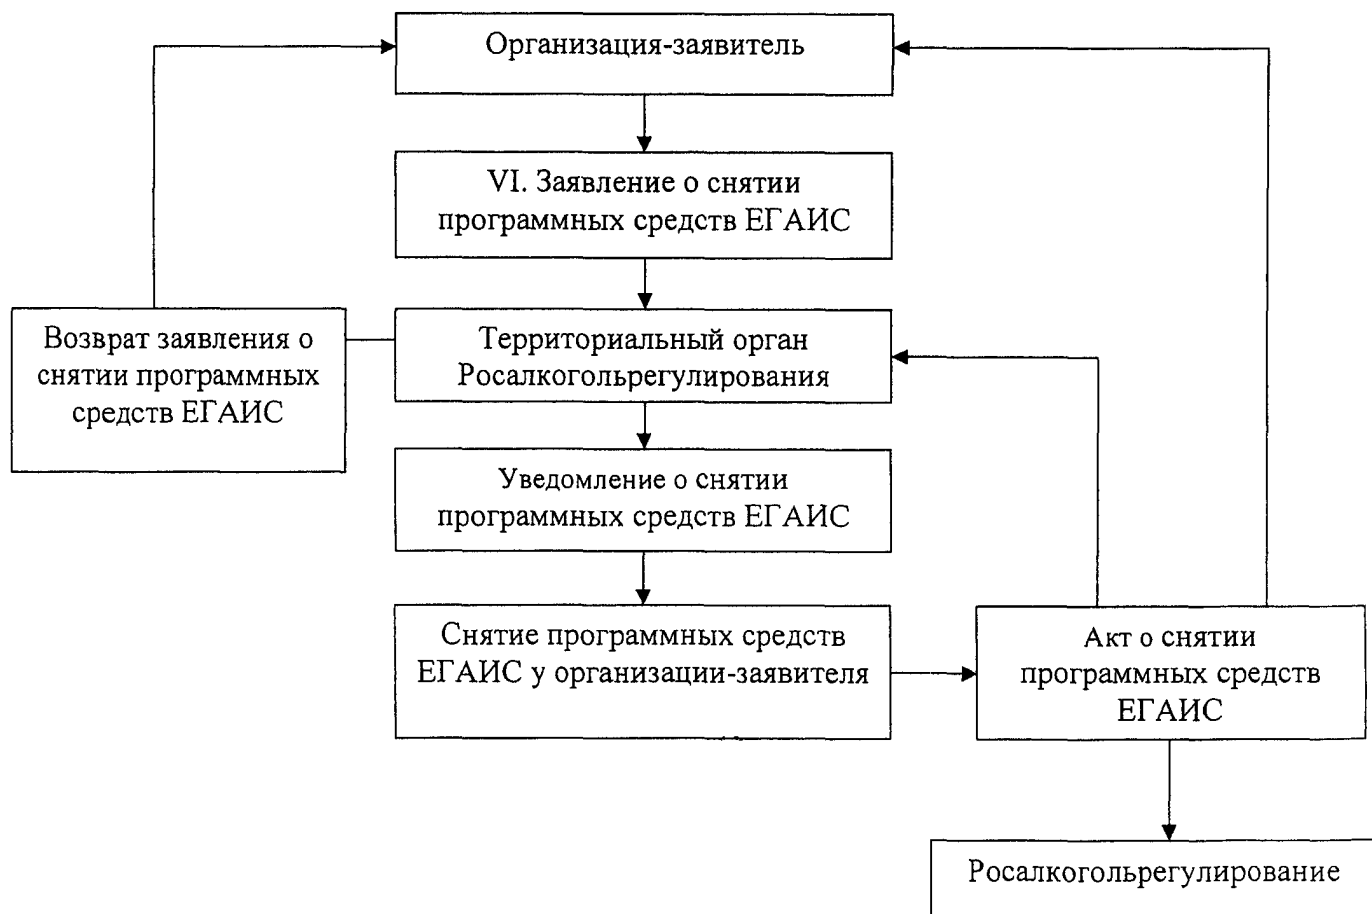 Организация-заявитель
VI. Заявление о снятии
программных средств ЕГАИС
Возврат заявления о
снятии программных
средств ЕГАИС
Территориальный орган
Росалкогольрегулирования
Уведомление о снятии
программных средств ЕГАИС
Снятие программных средств
ЕГАИС у организации-заявителя
Акт о снятии
программных средств
ЕГАИС
Росалкогольрегулирование